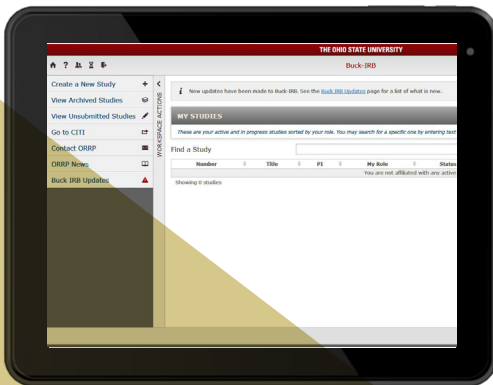 THE OHIO STATE UNIVERSITY
Buck-IRB
Create a New Study
View Archived Studies
View Unsubmitted Studies
Go to CITI
Contact ORRP
ORRP News
Buck IRB Updates
WORKSPACE ACTIONS
i New updates have been made to Buck-IRB. See the Buck IRB Updates page for a list of what is new.
MY STUDIES
These are your active and in progress studies sorted by your role. You may search for a specific one by entering text
Find a Study
Number Title PI My Role Status
You are not affiliated with any active
Showing 0 studies